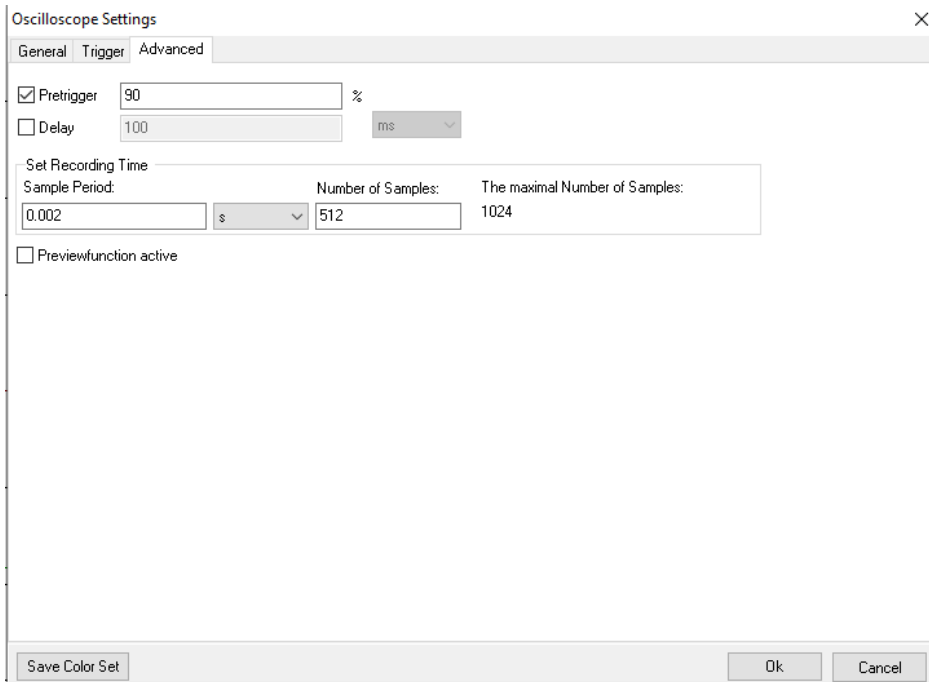 Oscilloscope Settings
General Trigger Advanced
Pretrigger 90 %
Delay 100 ms
Set Recording Time
Sample Period: Number of Samples: The maximal Number of Samples:
0.002 s 512 1024
Previewfunction active
Save Color Set Ok Cancel